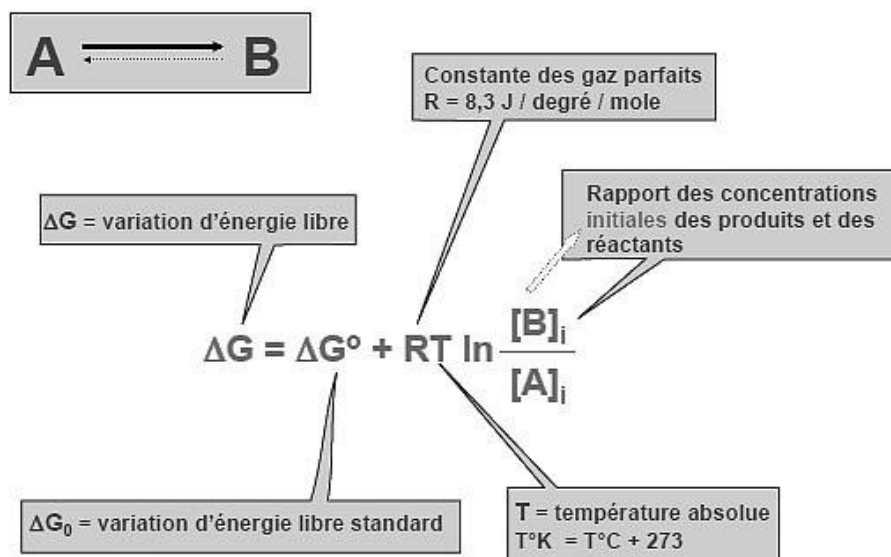 A B
Constante des gaz parfaits
R = 8,3 J / degré / mole
Rapport des concentrations
initiales des produits et des
réactants
ΔG = variation d'énergie libre
ΔG = ΔG° + RT ln [B]i
[A]i
ΔG₀ = variation d'énergie libre standard
T = température absolue
T°K = T°C + 273